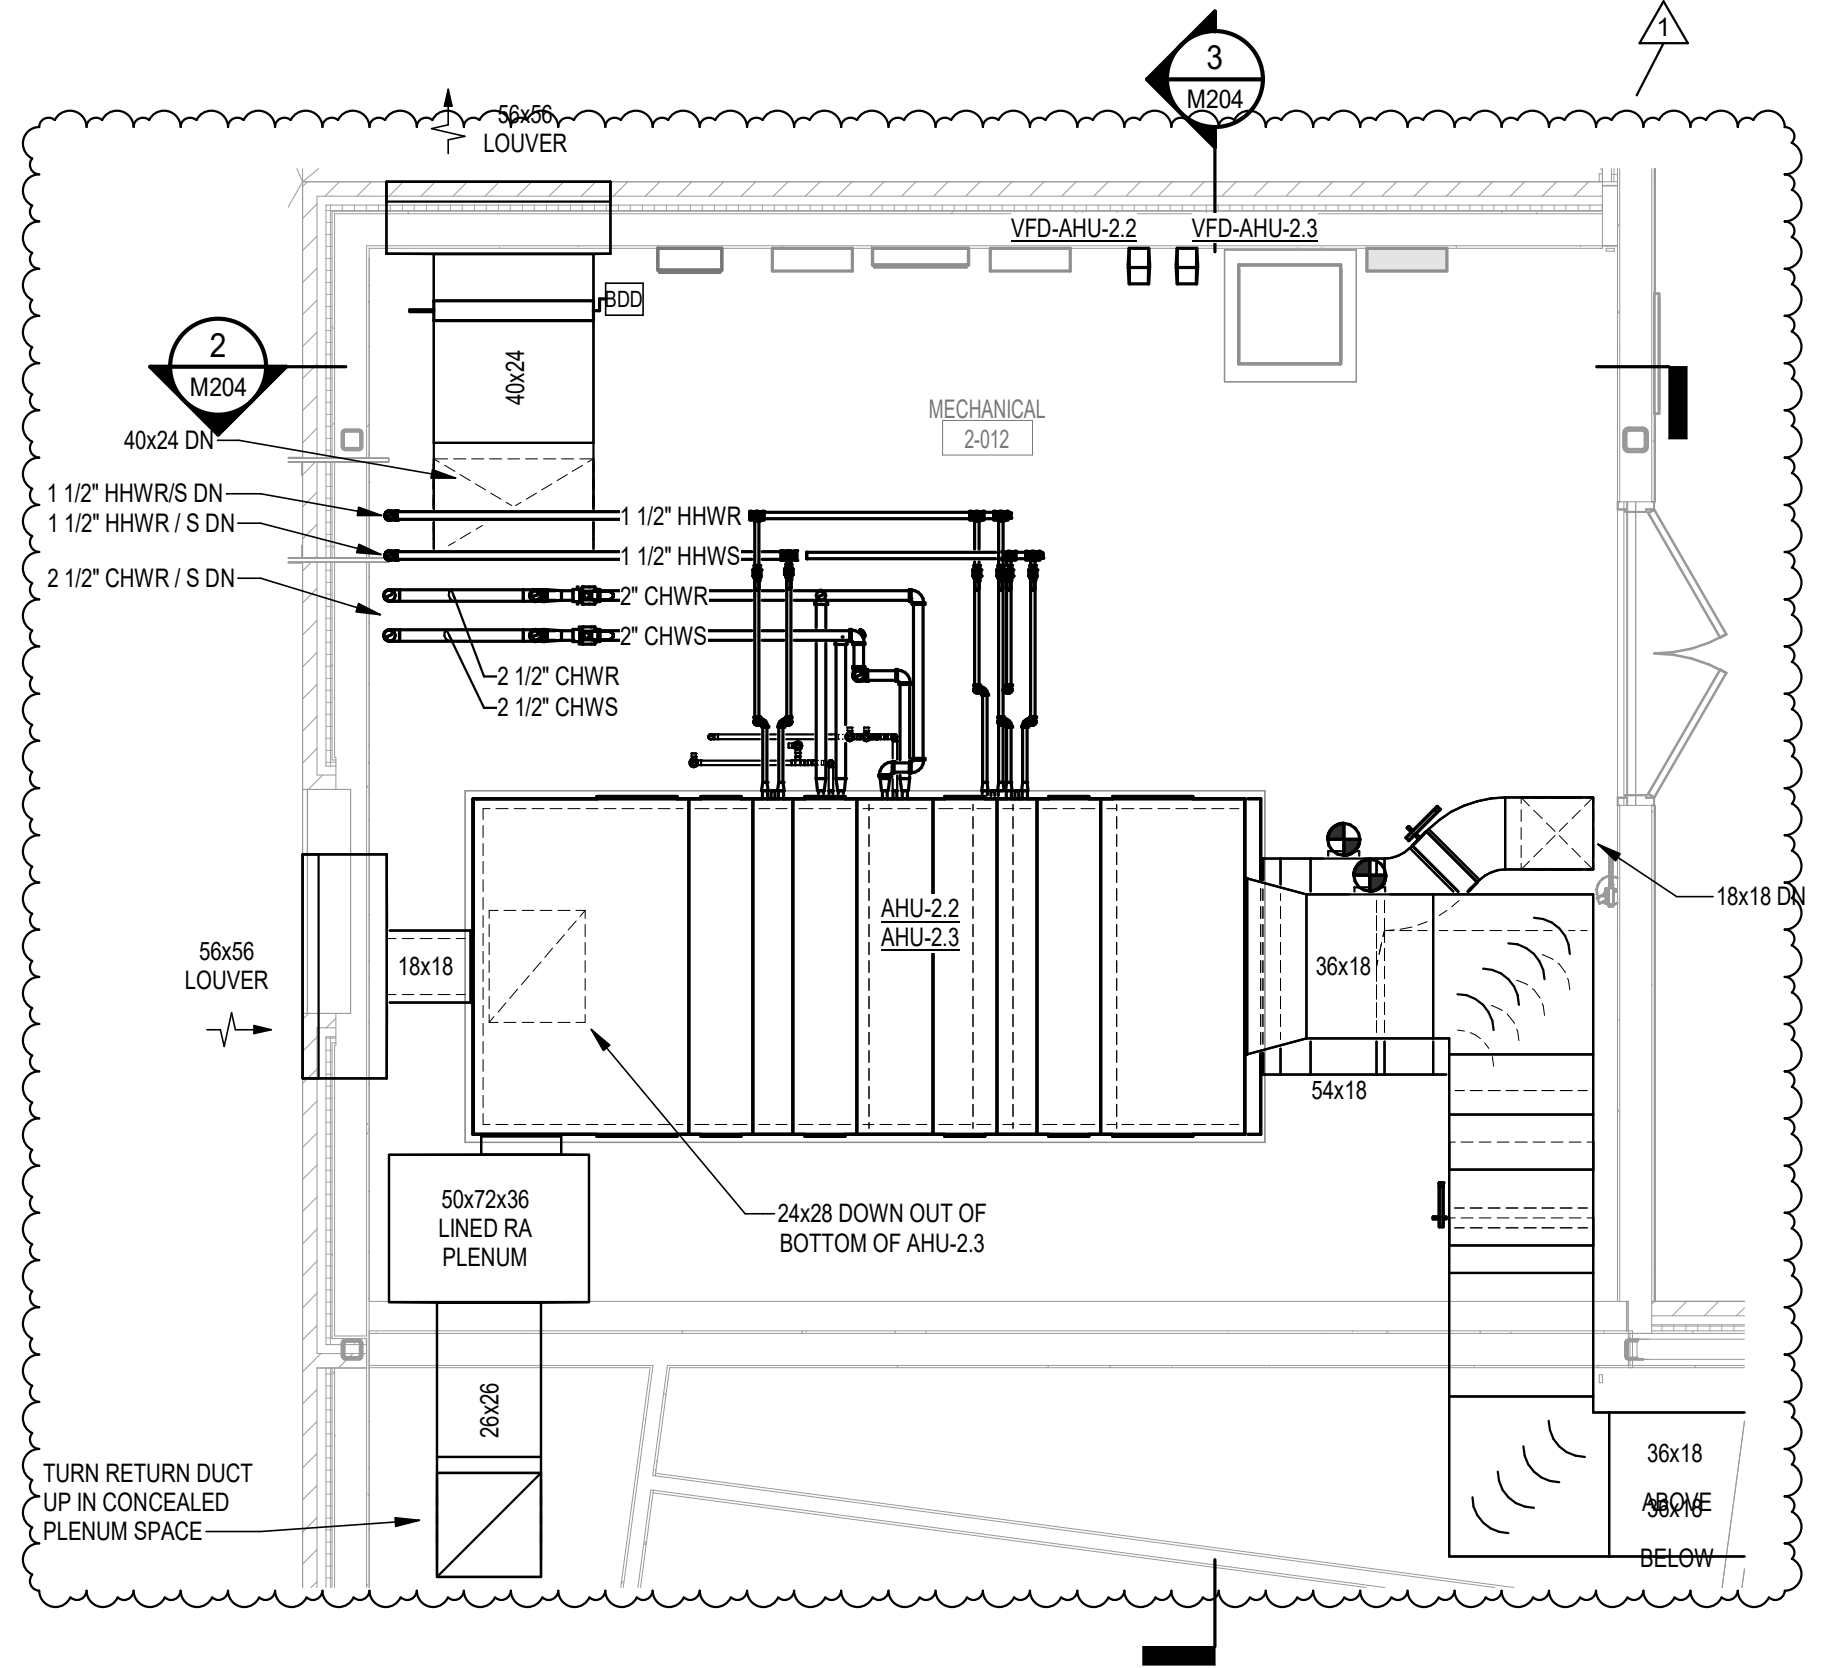 1
3
M204
56x56
LOUVER
VFD-AHU-2.2
VFD-AHU-2.3
BDD
2
M204
40x24
MECHANICAL
2-012
40x24 DN
1 1/2" HHWR/S DN
1 1/2" HHWR / S DN
2 1/2" CHWR / S DN
1 1/2" HHWR
1 1/2" HHWS
2" CHWR
2" CHWS
2 1/2" CHWR
2 1/2" CHWS
AHU-2.2
AHU-2.3
18x18 DN
56x56
LOUVER
18x18
36x18
54x18
50x72x36
LINED RA
PLENUM
24x28 DOWN OUT OF
BOTTOM OF AHU-2.3
26x26
TURN RETURN DUCT
UP IN CONCEALED
PLENUM SPACE
36x18
ABOVE
36x18
BELOW